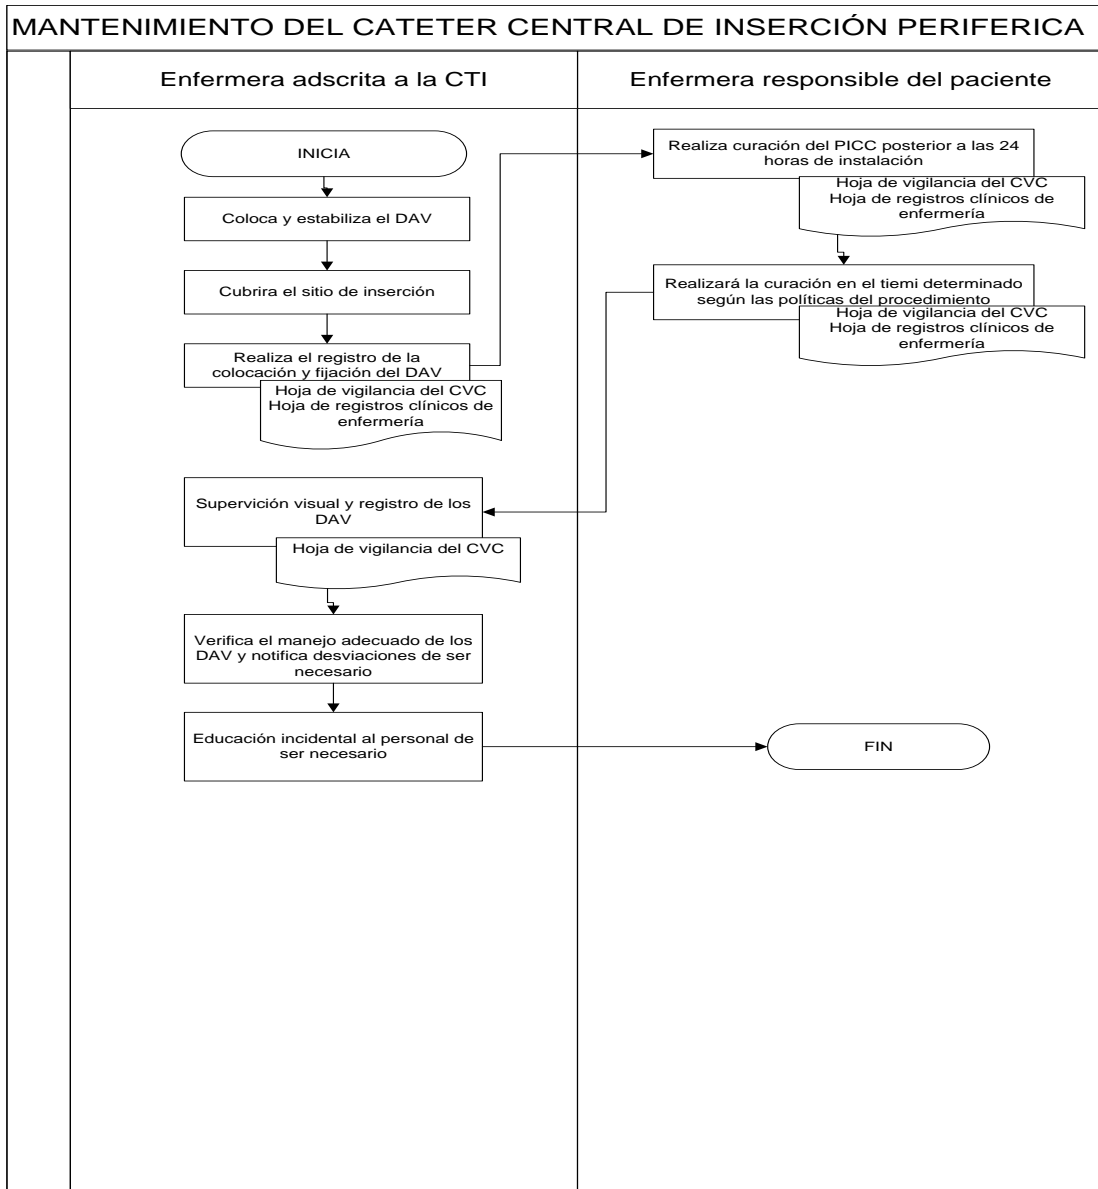 MANTENIMIENTO DEL CATETER CENTRAL DE INSERCIÓN PERIFERICA
Enfermera adscrita a la CTI
Enfermera responsible del paciente
INICIA
Coloca y estabiliza el DAV
Cubrira el sitio de inserción
Realiza el registro de la
colocación y fijación del DAV
Hoja de vigilancia del CVC
Hoja de registros clínicos de
enfermería
Realiza curación del PICC posterior a las 24
horas de instalación
Hoja de vigilancia del CVC
Hoja de registros clínicos de
enfermería
Realizará la curación en el tiemi determinado
según las políticas del procedimiento
Hoja de vigilancia del CVC
Hoja de registros clínicos de
enfermería
Supervición visual y registro de los
DAV
Hoja de vigilancia del CVC
Verifica el manejo adecuado de los
DAV y notifica desviaciones de ser
necesario
Educación incidental al personal de
ser necesario
FIN